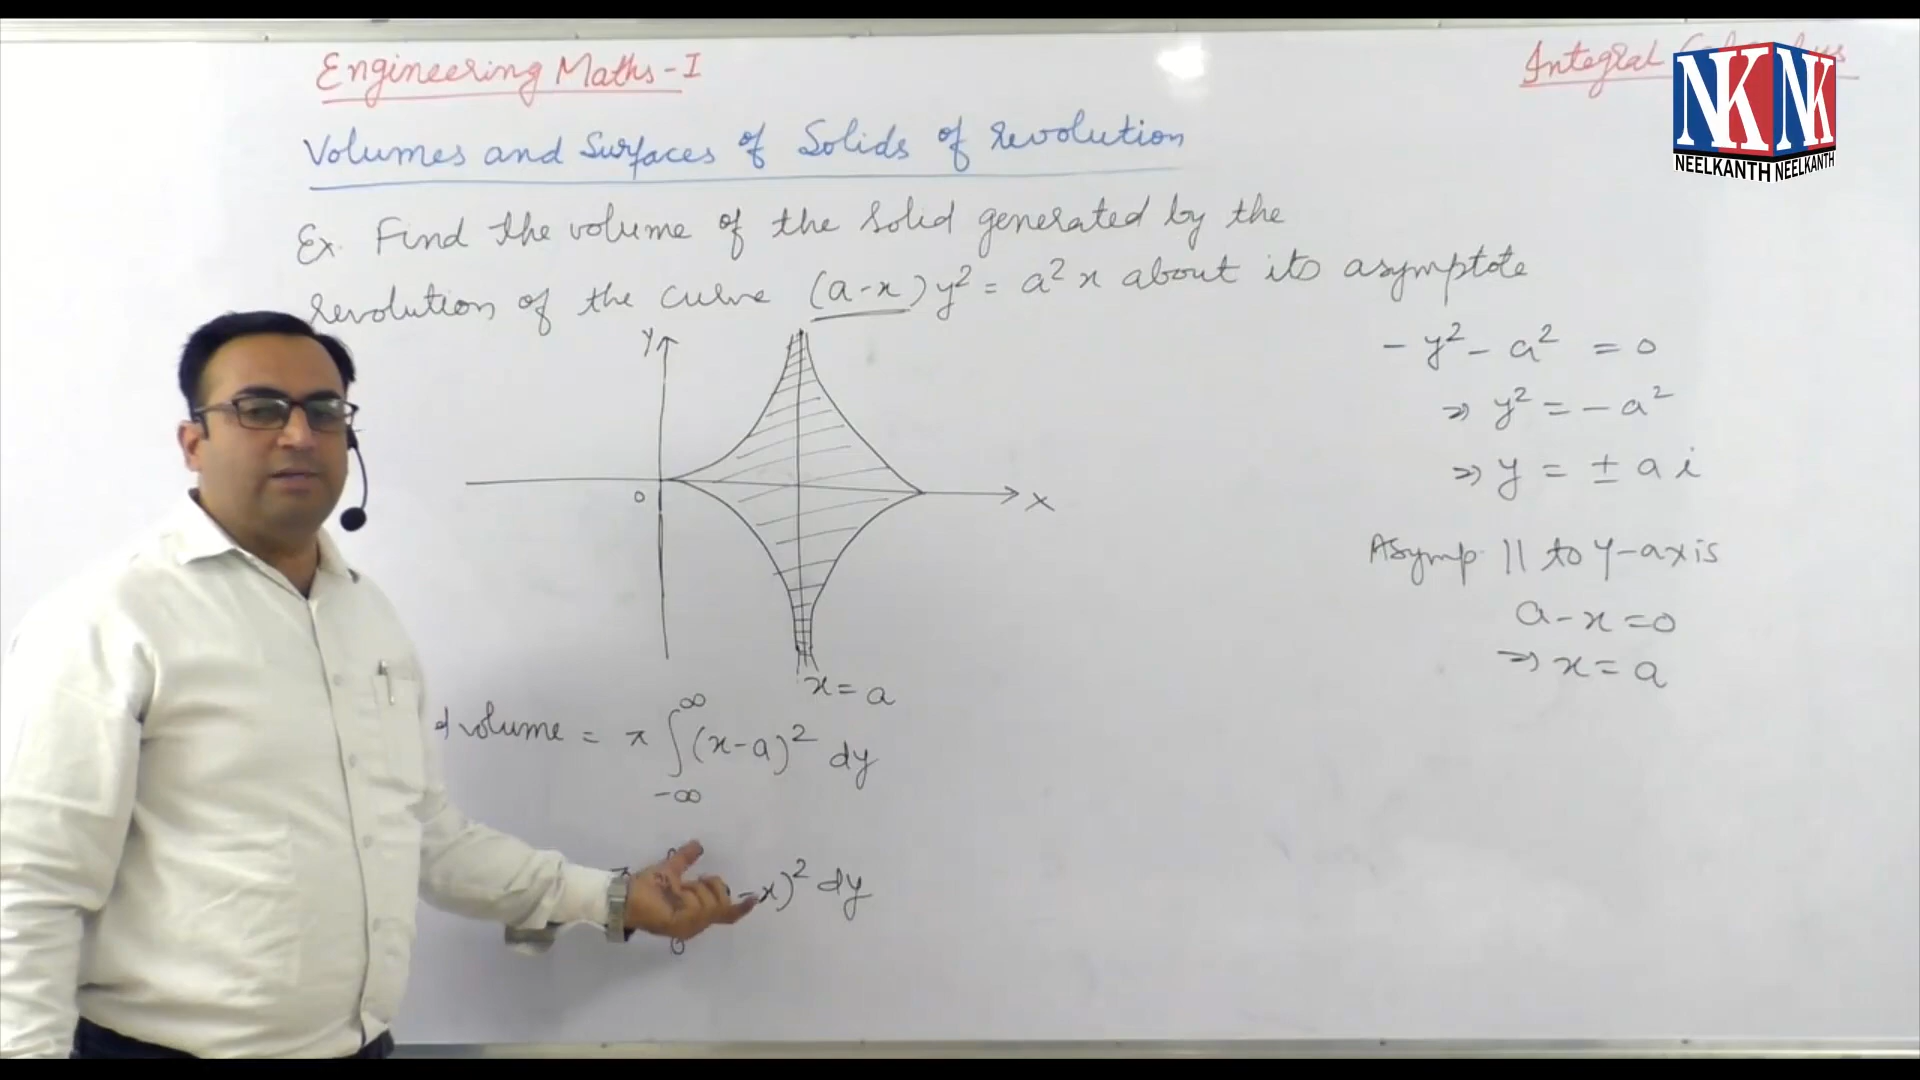 Engineering Maths-I
Integral
NK NK
NEELKANTH NEELKANTH
Volumes and Surfaces of Solids of revolution
Ex. Find the volume of the solid generated by the
revolution of the curve (a-x)y² = a²x about its asymptote
Y
O
X
x = a
- y² - a² = 0
⇒ y² = - a²
⇒ y = ± a i
Asymp. || to Y-axis
a - x = 0
⇒ x = a
volume = π ∫_{-∞}^{∞} (x-a)² dy
-x)² dy